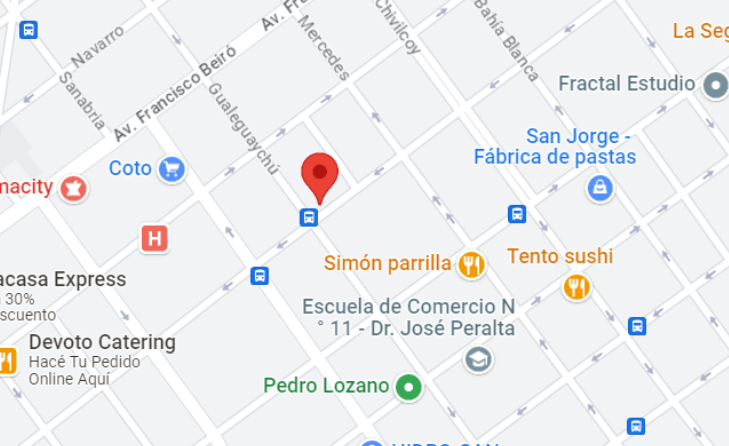 Av. Fra
Chivilcoy
Bahía Blanca
La Seg
Navarro
Mercedes
Sanabria
Av. Francisco Beiró
Fractal Estudio
Gualeguaychú
San Jorge -
Fábrica de pastas
Coto
macity
H
Simón parrilla
Tento sushi
acasa Express
30%
scuento
Escuela de Comercio N
° 11 - Dr. José Peralta
Devoto Catering
Hacé Tu Pedido
Online Aquí
Pedro Lozano